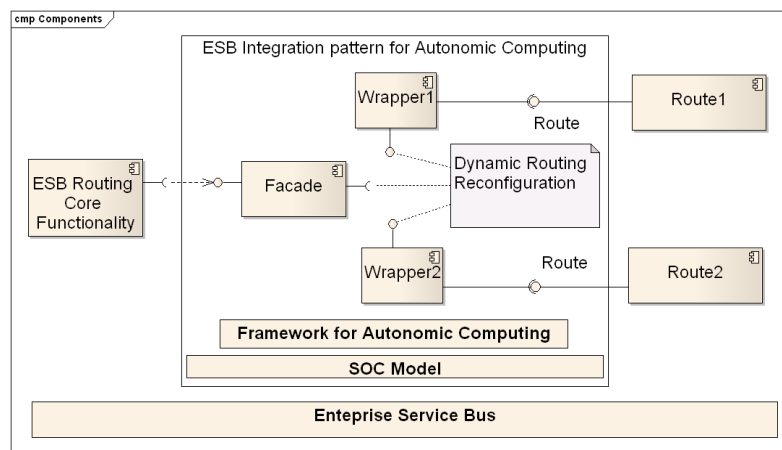 cmp Components
ESB Integration pattern for Autonomic Computing
Wrapper1
Route
Route1
ESB Routing
Core
Functionality
Facade
Dynamic Routing
Reconfiguration
Wrapper2
Route
Route2
Framework for Autonomic Computing
SOC Model
Enteprise Service Bus